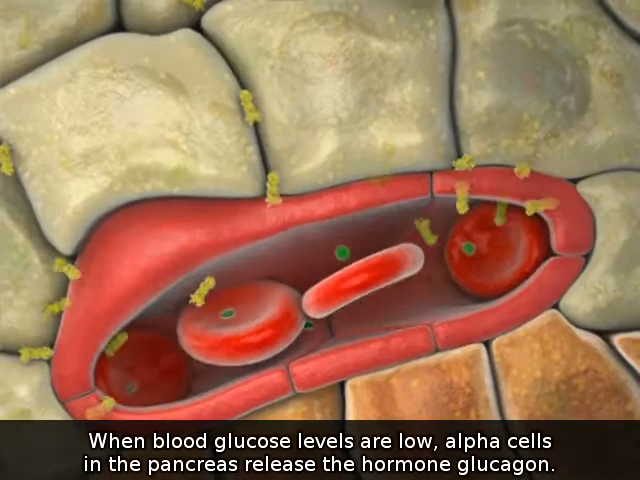 When blood glucose levels are low, alpha cells
in the pancreas release the hormone glucagon.